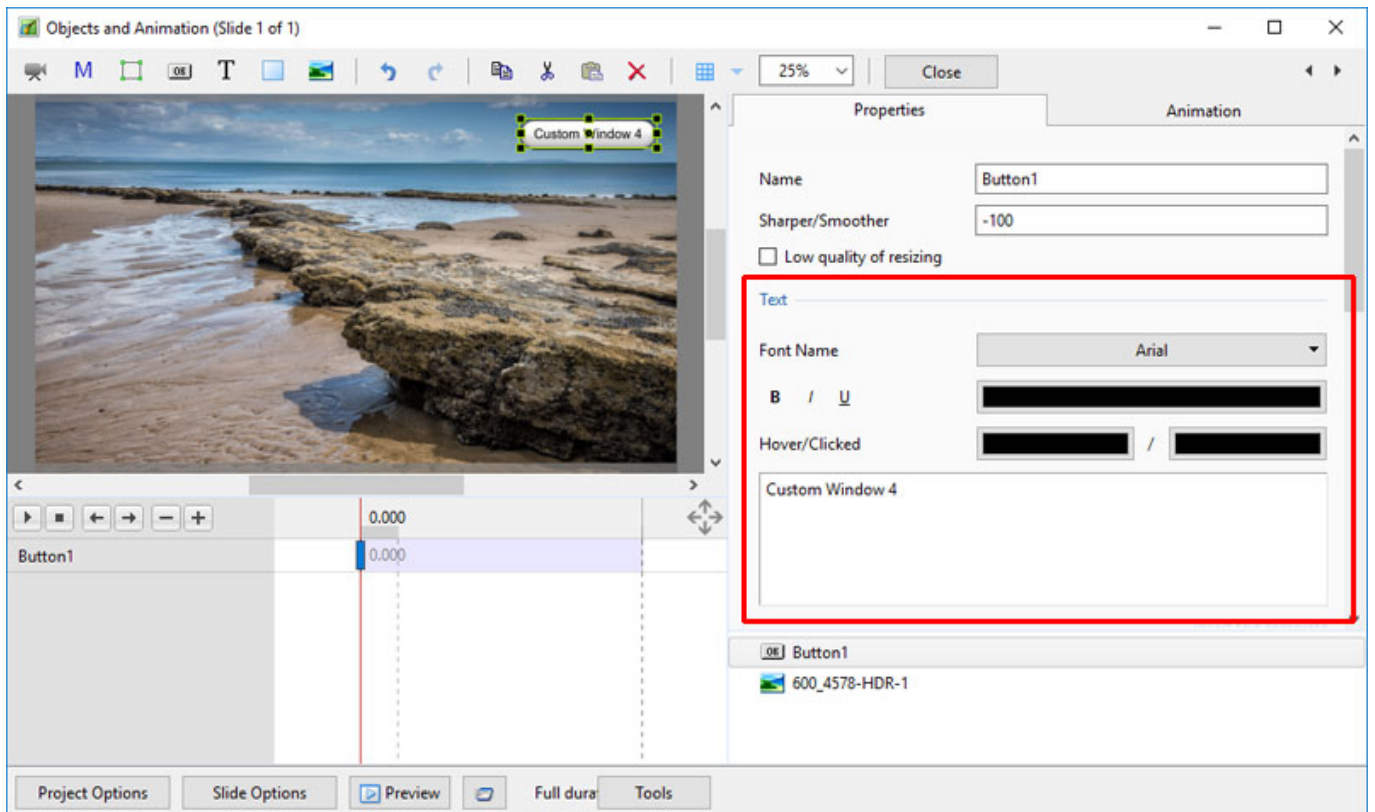 Objects and Animation (Slide 1 of 1)
M OK T 25% Close
Properties Animation
Custom Window 4
Name Button1
Sharper/Smoother -100
Low quality of resizing
Text
Font Name Arial
B I U
Hover/Clicked /
Custom Window 4
0.000
Button1 0.000
OK Button1
600_4578-HDR-1
Project Options Slide Options Preview Full dura Tools